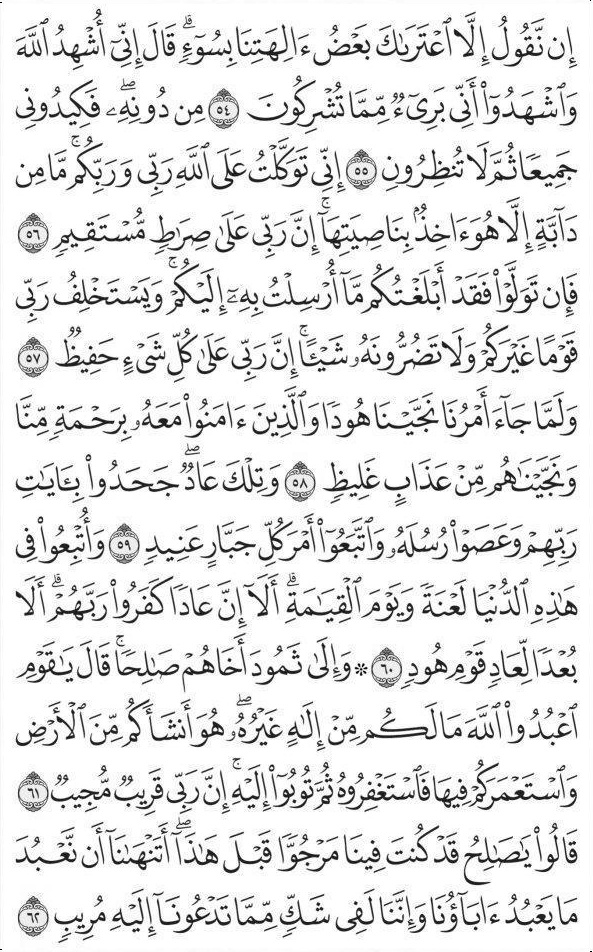 إِن نَّقُولُ إِلَّا ٱعْتَرَىٰكَ بَعْضُ ءَالِهَتِنَا بِسُوٓءٍۗ قَالَ إِنِّىٓ أُشْهِدُ ٱللَّهَ
وَٱشْهَدُوٓا۟ أَنِّى بَرِىٓءٌ مِّمَّا تُشْرِكُونَ ٥٤ مِن دُونِهِۦۖ فَكِيدُونِى
جَمِيعًا ثُمَّ لَا تُنظِرُونِ ٥٥ إِنِّى تَوَكَّلْتُ عَلَى ٱللَّهِ رَبِّى وَرَبِّكُمۚ مَّا مِن
دَآبَّةٍ إِلَّا هُوَ ءَاخِذٌۢ بِنَاصِيَتِهَآۚ إِنَّ رَبِّى عَلَىٰ صِرَٰطٍ مُّسْتَقِيمٍ ٥٦
فَإِن تَوَلَّوْا۟ فَقَدْ أَبْلَغْتُكُم مَّآ أُرْسِلْتُ بِهِۦٓ إِلَيْكُمْۚ وَيَسْتَخْلِفُ رَبِّى
قَوْمًا غَيْرَكُمْ وَلَا تَضُرُّونَهُۥ شَيْـًٔاۚ إِنَّ رَبِّى عَلَىٰ كُلِّ شَىْءٍ حَفِيظٌ ٥٧
وَلَمَّا جَآءَ أَمْرُنَا نَجَّيْنَا هُودًا وَٱلَّذِينَ ءَامَنُوا۟ مَعَهُۥ بِرَحْمَةٍ مِّنَّا
وَنَجَّيْنَٰهُم مِّنْ عَذَابٍ غَلِيظٍ ٥٨ وَتِلْكَ عَادٌۖ جَحَدُوا۟ بِـَٔايَٰتِ
رَبِّهِمْ وَعَصَوْا۟ رُسُلَهُۥ وَٱتَّبَعُوٓا۟ أَمْرَ كُلِّ جَبَّارٍ عَنِيدٍ ٥٩ وَأُتْبِعُوا۟ فِى
هَٰذِهِ ٱلدُّنْيَا لَعْنَةً وَيَوْمَ ٱلْقِيَٰمَةِۗ أَلَآ إِنَّ عَادًا كَفَرُوا۟ رَبَّهُمْۗ أَلَا
بُعْدًا لِّعَادٍ قَوْمِ هُودٍ ٦٠ ۞ وَإِلَىٰ ثَمُودَ أَخَاهُمْ صَٰلِحًاۚ قَالَ يَٰقَوْمِ
ٱعْبُدُوا۟ ٱللَّهَ مَا لَكُم مِّنْ إِلَٰهٍ غَيْرُهُۥۖ هُوَ أَنشَأَكُم مِّنَ ٱلْأَرْضِ
وَٱسْتَعْمَرَكُمْ فِيهَا فَٱسْتَغْفِرُوهُ ثُمَّ تُوبُوٓا۟ إِلَيْهِۚ إِنَّ رَبِّى قَرِيبٌ مُّجِيبٌ ٦١
قَالُوا۟ يَٰصَٰلِحُ قَدْ كُنتَ فِينَا مَرْجُوًّا قَبْلَ هَٰذَآۖ أَتَنْهَىٰنَآ أَن نَّعْبُدَ
مَا يَعْبُدُ ءَابَآؤُنَا وَإِنَّنَا لَفِى شَكٍّ مِّمَّا تَدْعُونَآ إِلَيْهِ مُرِيبٍ ٦٢